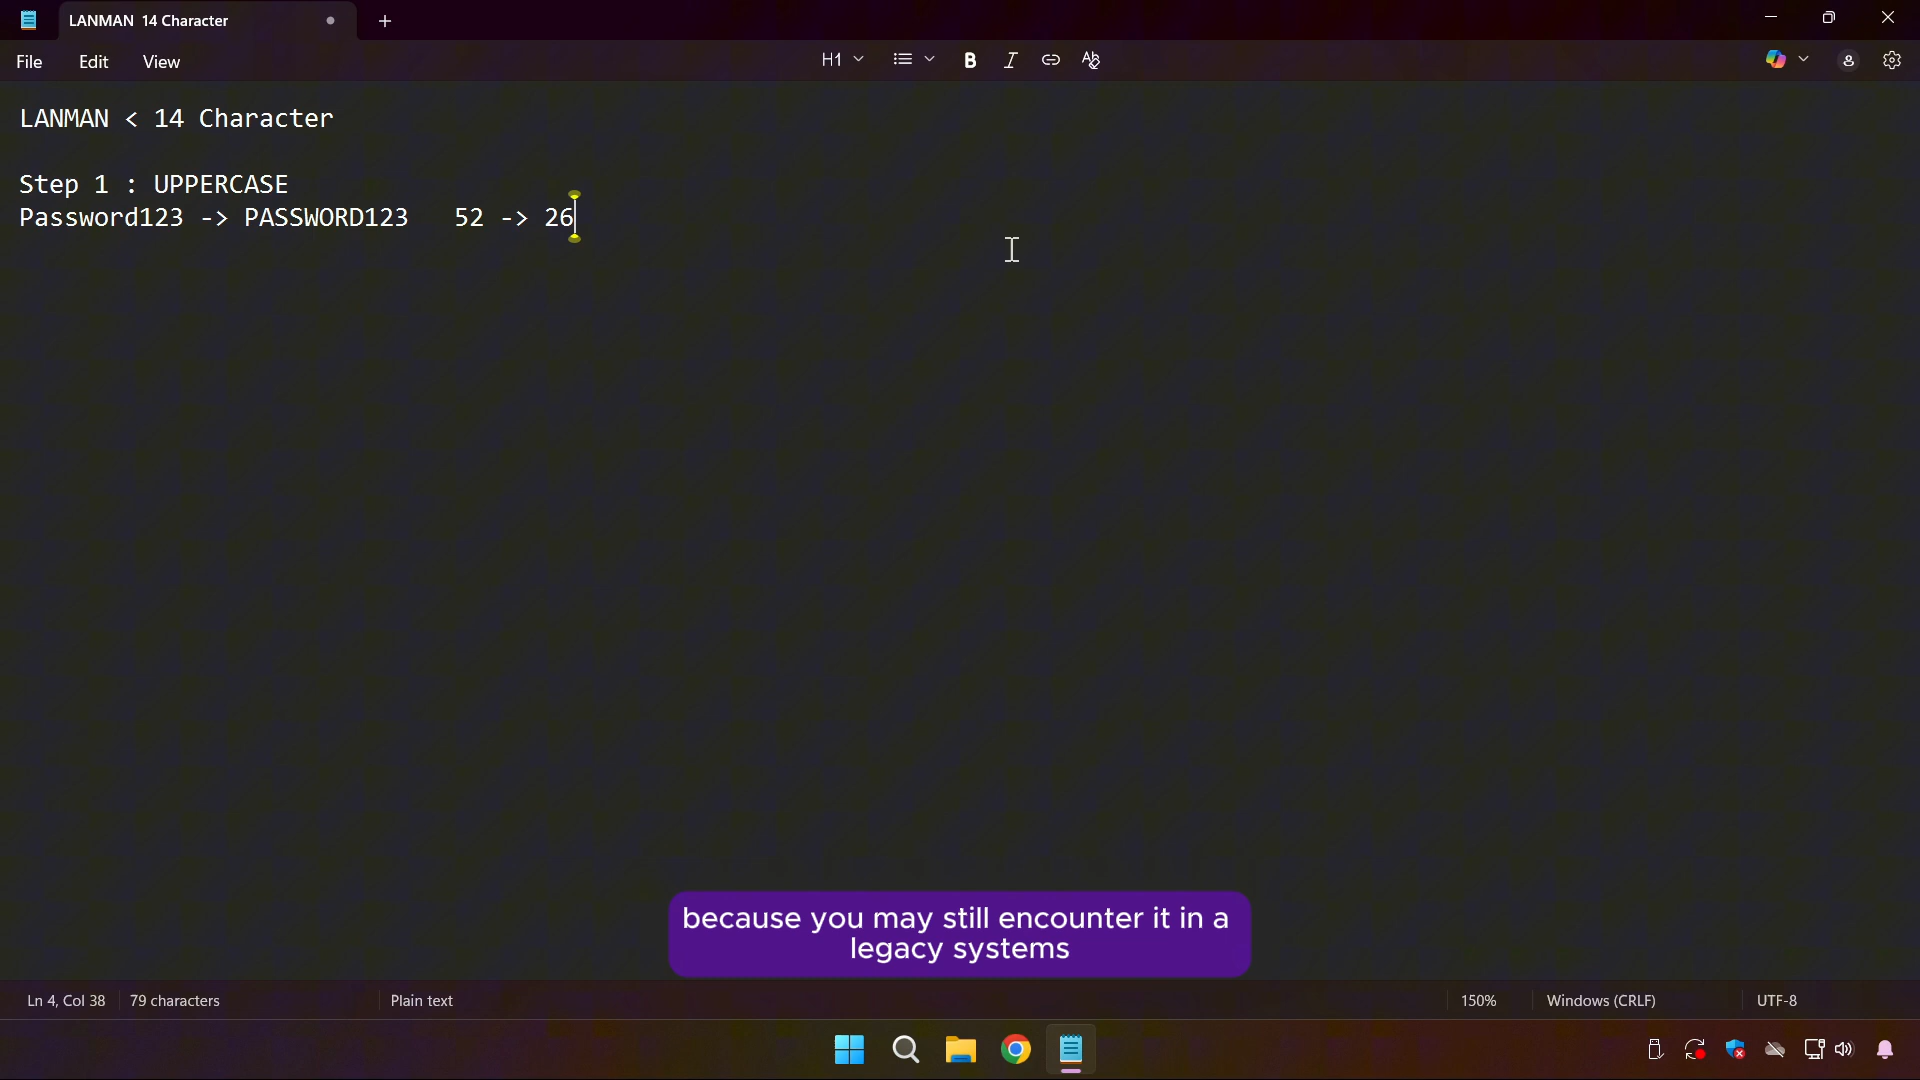 LANMAN  14 Character
File
Edit
View
H1
LANMAN < 14 Character
Step 1 : UPPERCASE
Password123 -> PASSWORD123   52 -> 26
because you may still encounter it in a
legacy systems
Ln 4, Col 38
79 characters
Plain text
150%
Windows (CRLF)
UTF-8